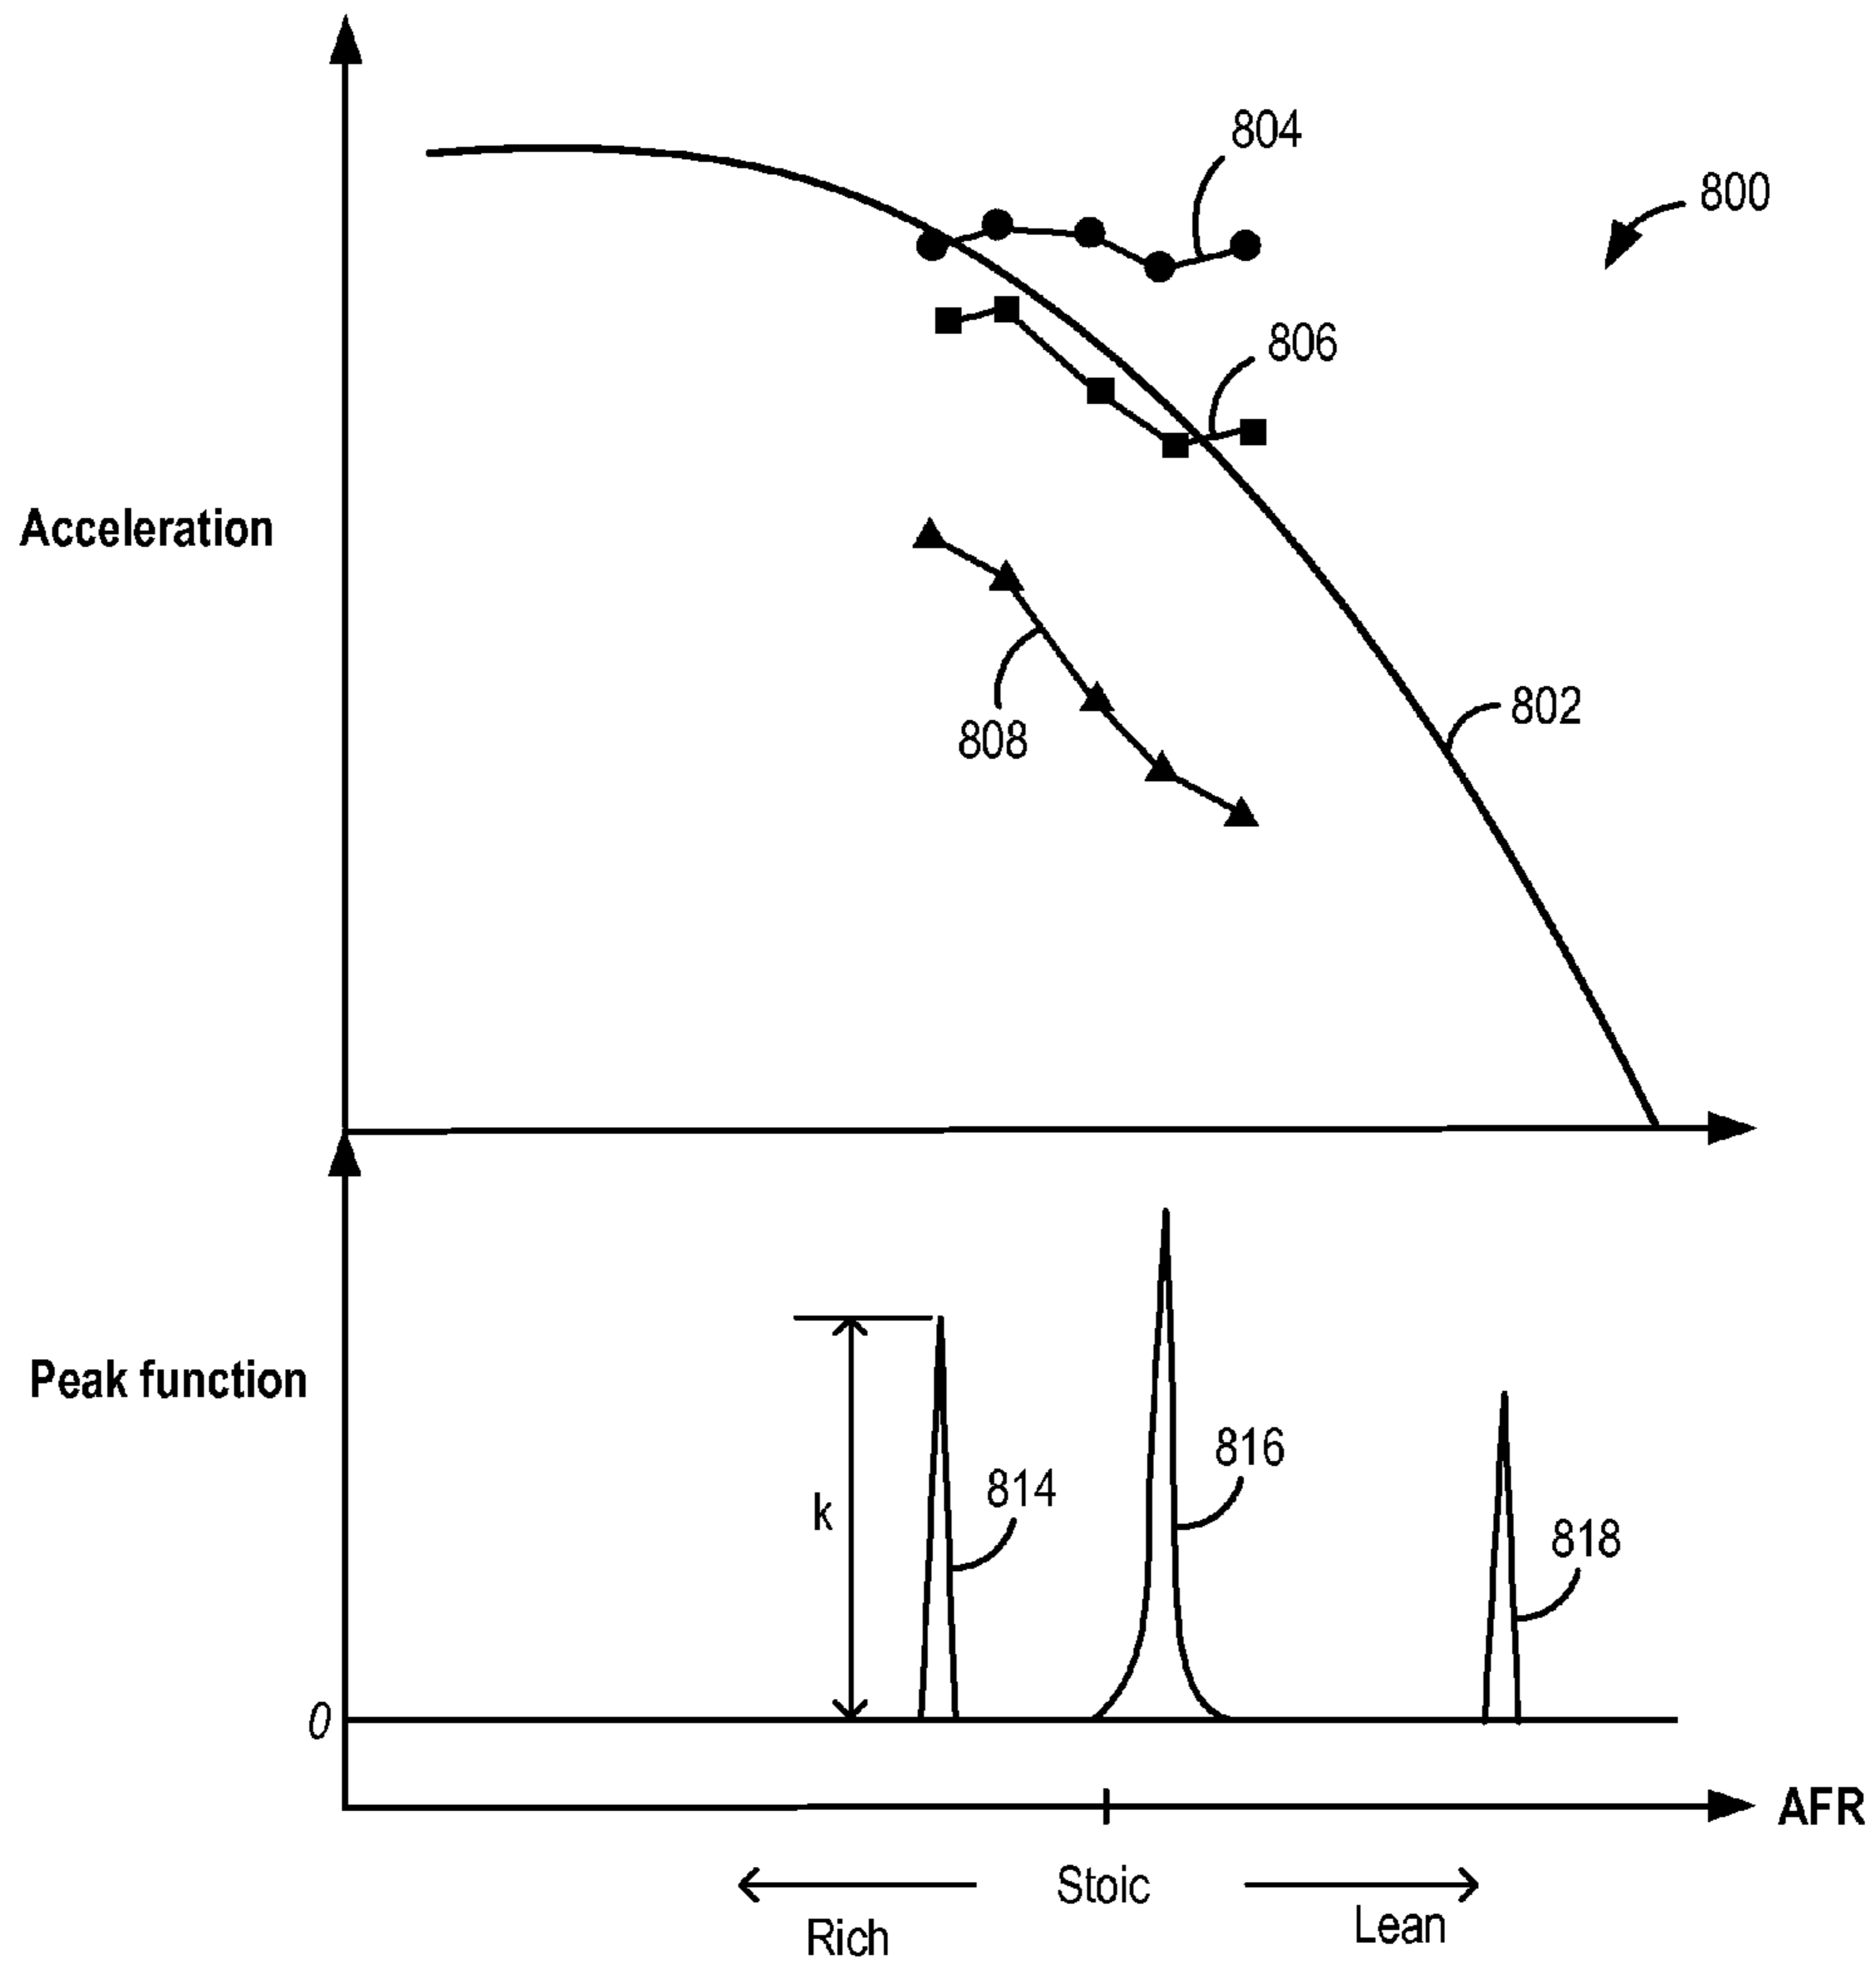 804
800
806
Acceleration
802
808
Peak function
816
814
k
818
0
AFR
Stoic
Rich
Lean